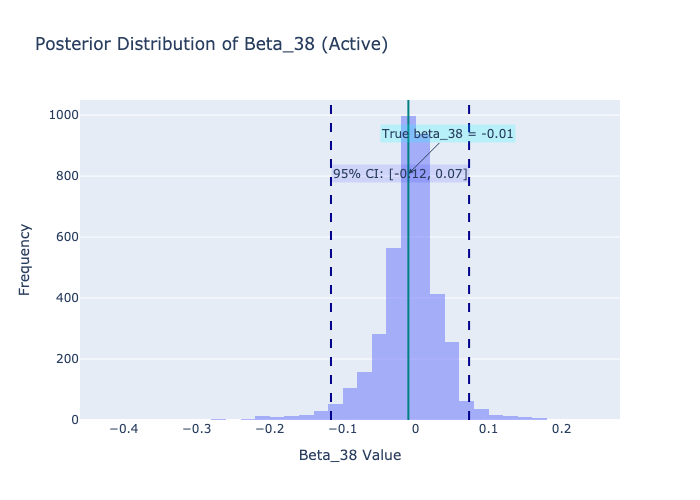 Posterior Distribution of Beta_38 (Active)
1000
True beta_38 = -0.01
800
95% CI: [-0.12, 0.07]
600
Frequency
400
200
0
−0.4 −0.3 −0.2 −0.1 0 0.1 0.2
Beta_38 Value